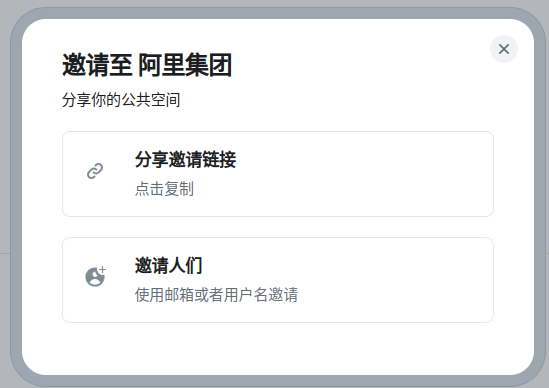 邀请至 阿里集团
分享你的公共空间
分享邀请链接
点击复制
邀请人们
使用邮箱或者用户名邀请